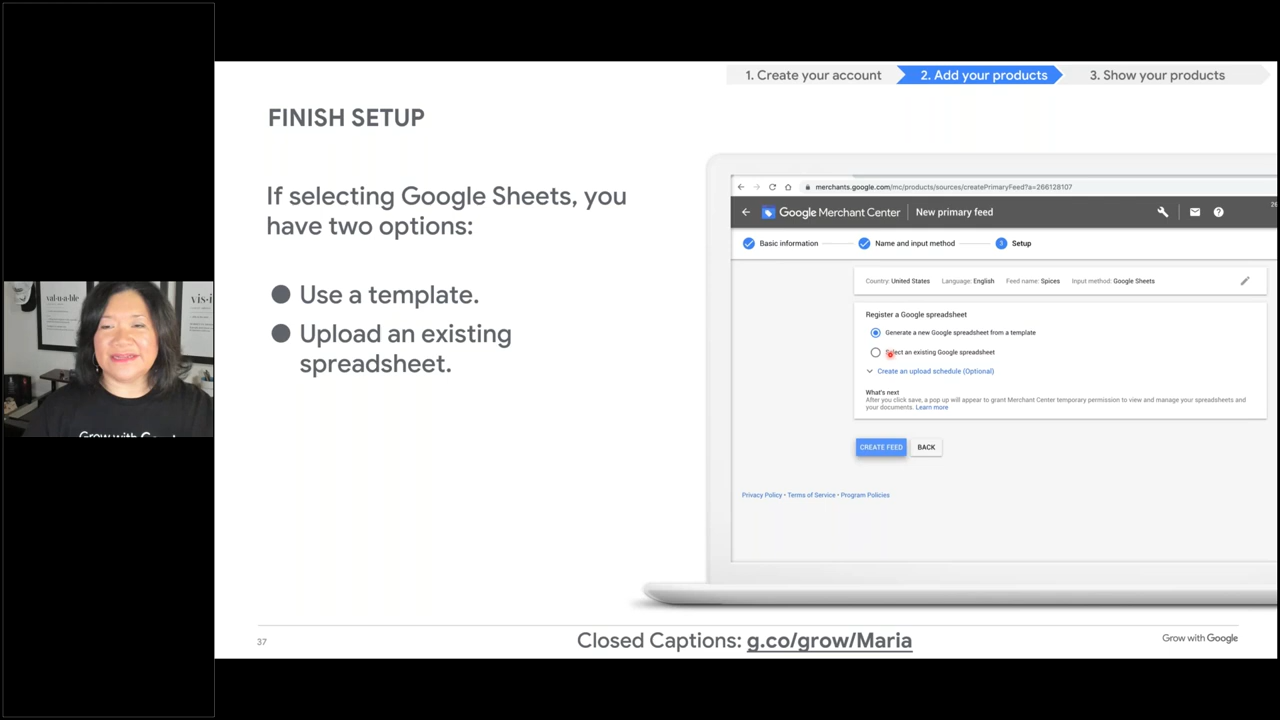 1. Create your account
2. Add your products
3. Show your products
FINISH SETUP
If selecting Google Sheets, you
have two options:
● Use a template.
● Upload an existing
spreadsheet.
merchants.google.com/mc/products/sources/createPrimaryFeed?a=266128107
Google Merchant Center
New primary feed
26
Basic information
Name and input method
3 Setup
Country: United States
Language: English
Feed name: Spices
Input method: Google Sheets
Register a Google spreadsheet
Generate a new Google spreadsheet from a template
an existing Google spreadsheet
Create an upload schedule (Optional)
What's next
After you click save, a pop up will appear to grant Merchant Center temporary permission to view and manage your spreadsheets and
your documents. Learn more
CREATE FEED
BACK
Privacy Policy • Terms of Service • Program Policies
val·u·a·ble
vis·i
Grow with
37
Closed Captions: g.co/grow/Maria
Grow with Google